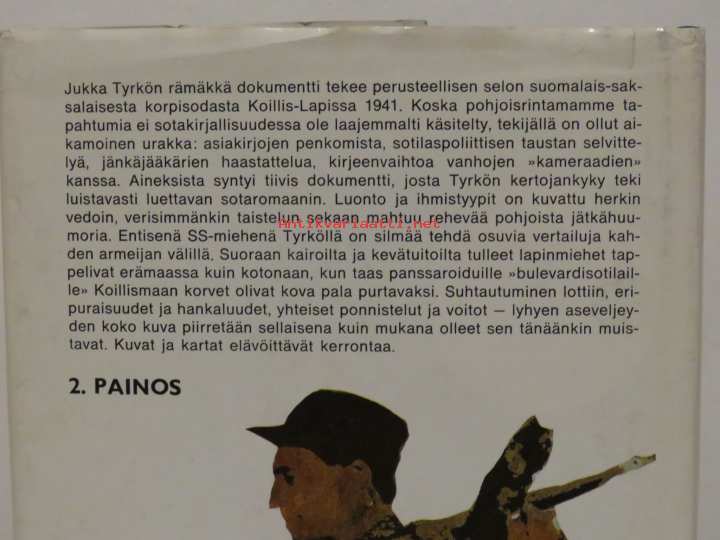 Jukka Tyrkön rämäkkä dokumentti tekee perusteellisen selon suomalais-sak-
salaisesta korpisodasta Koillis-Lapissa 1941. Koska pohjoisrintamamme ta-
pahtumia ei sotakirjallisuudessa ole laajemmalti käsitelty, tekijällä on ollut ai-
kamoinen urakka: asiakirjojen penkomista, sotilaspoliittisen taustan selvitte-
lyä, jänkäjääkärien haastattelua, kirjeenvaihtoa vanhojen »kameraadien»
kanssa. Aineksista syntyi tiivis dokumentti, josta Tyrkön kertojankyky teki
luistavasti luettavan sotaromaanin. Luonto ja ihmistyypit on kuvattu herkin
vedoin, verisimmänkin taistelun sekaan mahtuu rehevää pohjoista jätkähuu-
Antikvariaatti.net
moria. Entisenä SS-miehenä Tyrköllä on silmää tehdä osuvia vertailuja kah-
den armeijan välillä. Suoraan kairoilta ja kevätuitoilta tulleet lapinmiehet tap-
pelivat erämaassa kuin kotonaan, kun taas panssaroiduille »bulevardisotilail-
le» Koillismaan korvet olivat kova pala purtavaksi. Suhtautuminen lottiin, eri-
puraisuudet ja hankaluudet, yhteiset ponnistelut ja voitot — lyhyen aseveljey-
den koko kuva piirretään sellaisena kuin mukana olleet sen tänäänkin muis-
tavat. Kuvat ja kartat elävöittävät kerrontaa.
2. PAINOS